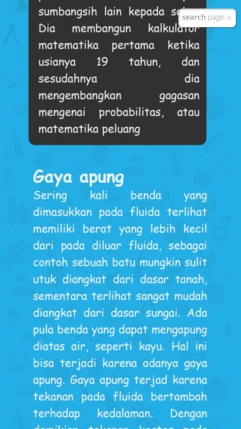 sumbangsih lain kepada
search page >
Dia membangun kalkulator
matematika pertama ketika
usianya 19 tahun, dan
sesudahnya dia
mengembangkan gagasan
mengenai probabilitas, atau
matematika peluang
Gaya apung
Sering kali benda yang
dimasukkan pada fluida terlihat
memiliki berat yang lebih kecil
dari pada diluar fluida, sebagai
contoh sebuah batu mungkin sulit
utuk diangkat dari dasar tanah,
sementara terlihat sangat mudah
diangkat dari dasar sungai. Ada
pula benda yang dapat mengapung
diatas air, seperti kayu. Hal ini
bisa terjadi karena adanya gaya
apung. Gaya apung terjad karena
tekanan pada fluida bertambah
terhadap kedalaman. Dengan
demikian tekanan keatas pada